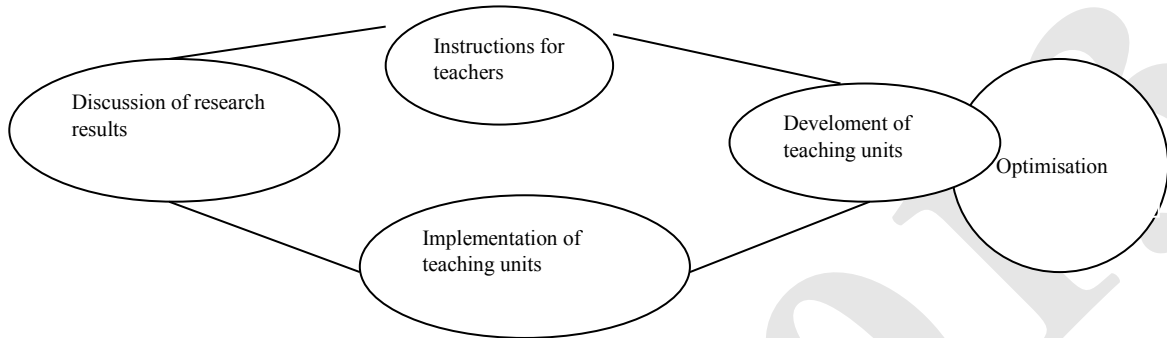 Instructions for
teachers
Discussion of research
results
Develoment of
teaching units
Optimisation
Implementation of
teaching units